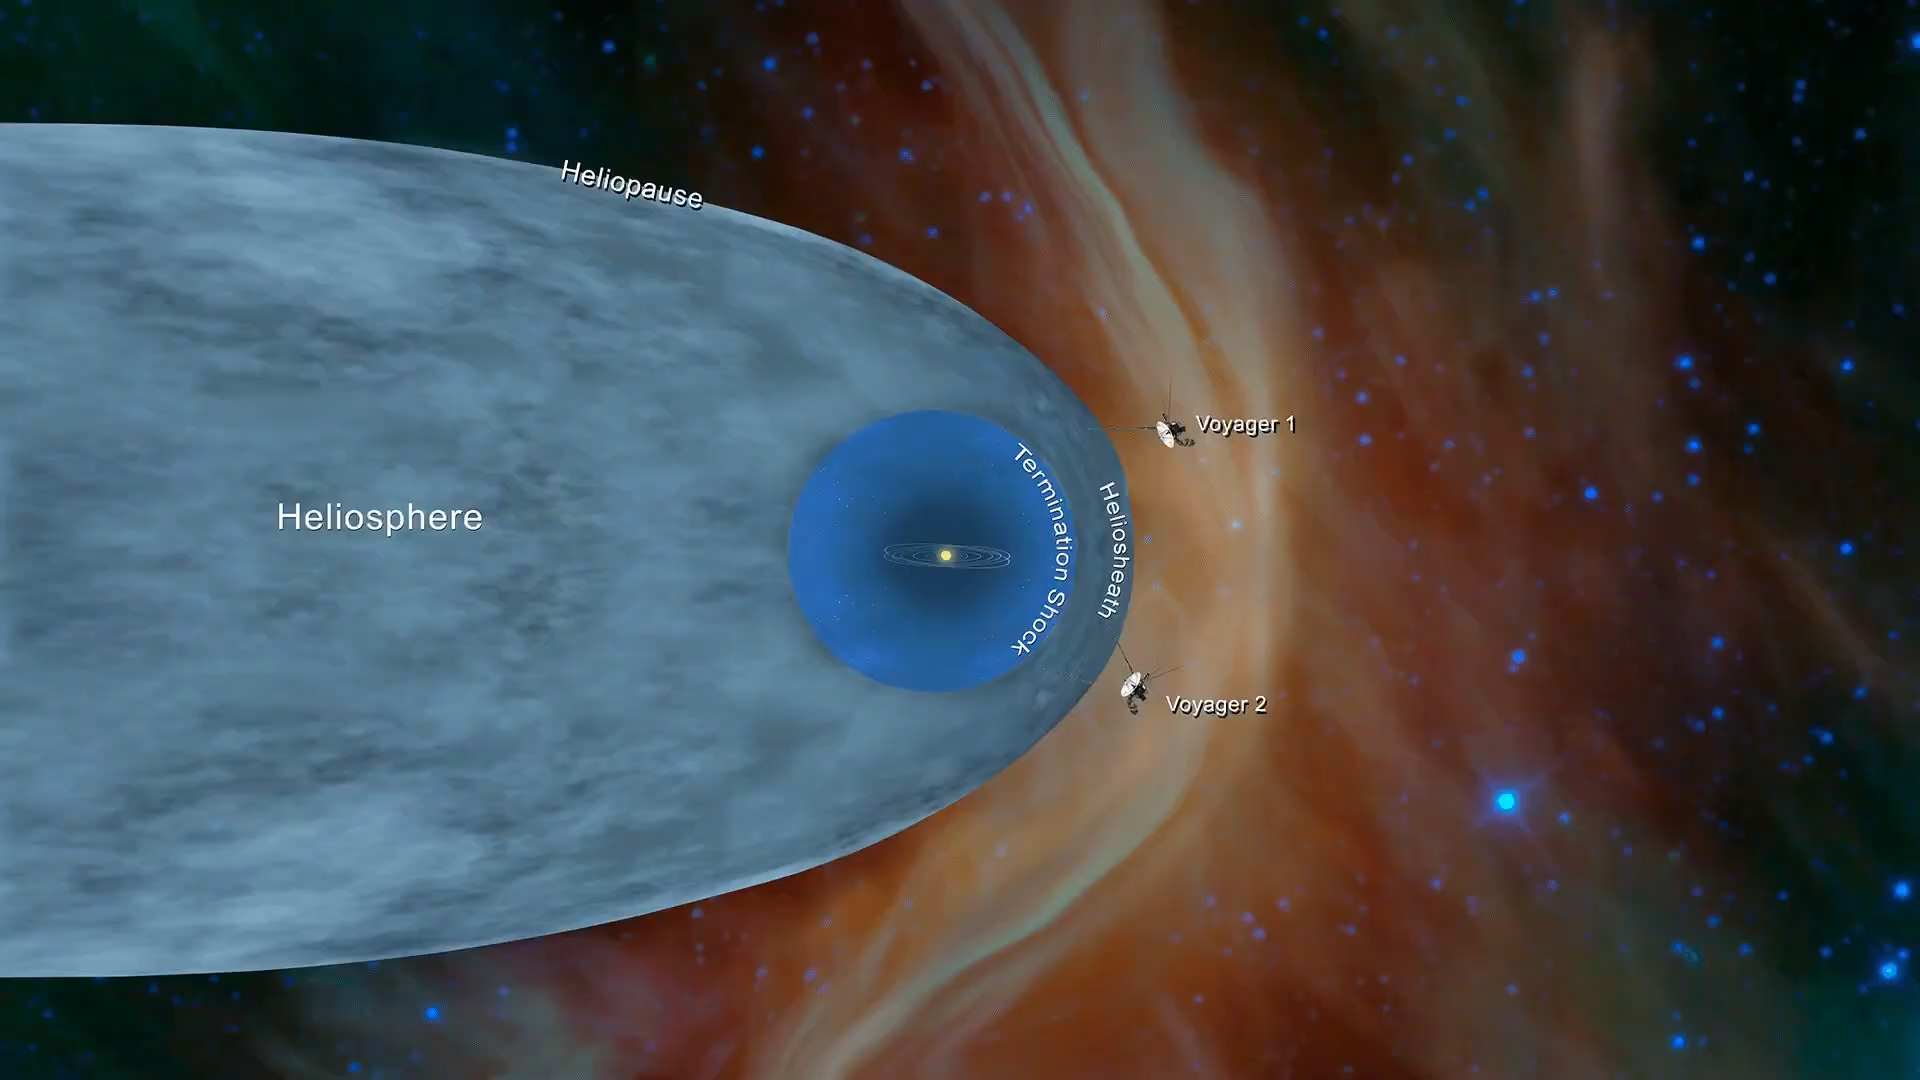 Heliopause
Voyager 1
Termination Shock
Heliosheath
Heliosphere
Voyager 2